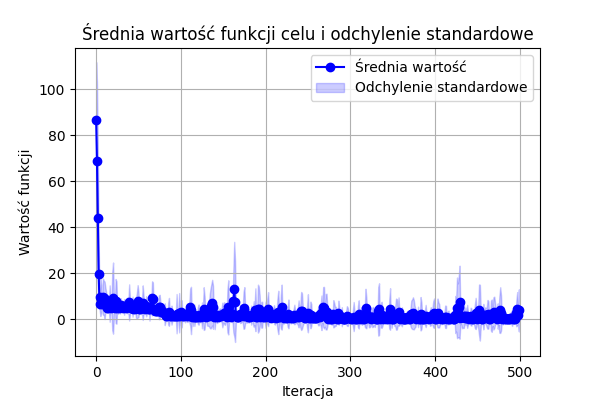 Średnia wartość funkcji celu i odchylenie standardowe
Średnia wartość
Odchylenie standardowe
Wartość funkcji
100
80
60
40
20
0
0 100 200 300 400 500
Iteracja